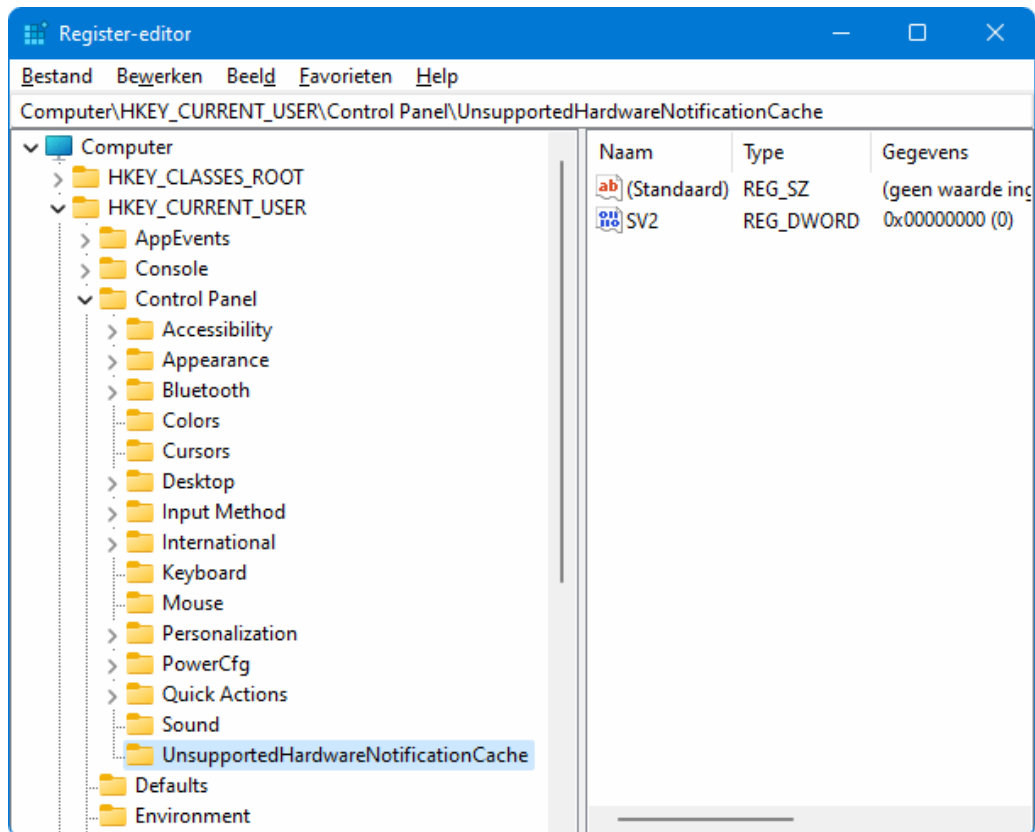 Register-editor
Bestand Bewerken Beeld Favorieten Help
Computer\HKEY_CURRENT_USER\Control Panel\UnsupportedHardwareNotificationCache
Computer
HKEY_CLASSES_ROOT
HKEY_CURRENT_USER
AppEvents
Console
Control Panel
Accessibility
Appearance
Bluetooth
Colors
Cursors
Desktop
Input Method
International
Keyboard
Mouse
Personalization
PowerCfg
Quick Actions
Sound
UnsupportedHardwareNotificationCache
Defaults
Environment
Naam Type Gegevens
(Standaard) REG_SZ (geen waarde ing
SV2 REG_DWORD 0x00000000 (0)